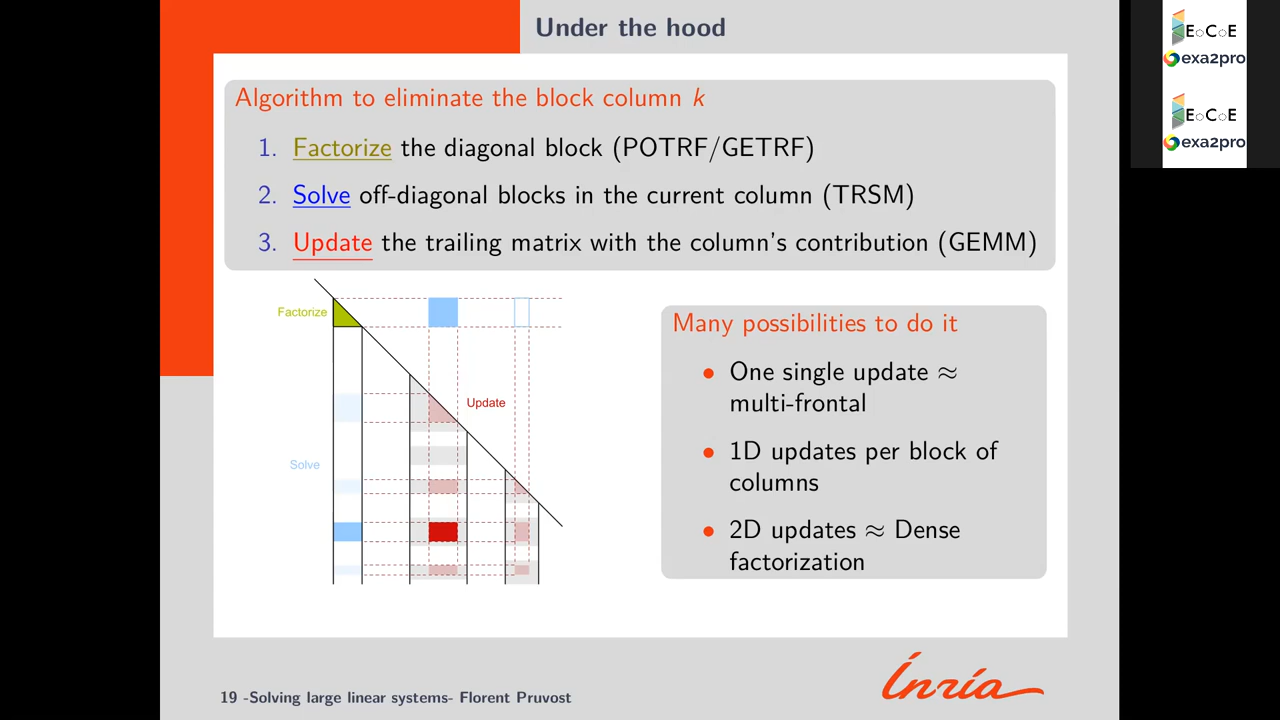 Under the hood
Algorithm to eliminate the block column k
1. Factorize the diagonal block (POTRF/GETRF)
2. Solve off-diagonal blocks in the current column (TRSM)
3. Update the trailing matrix with the column's contribution (GEMM)
Factorize
Update
Solve
Many possibilities to do it
• One single update ≈
multi-frontal
• 1D updates per block of
columns
• 2D updates ≈ Dense
factorization
19 -Solving large linear systems- Florent Pruvost
Inria
EoCoE
exa2pro
EoCoE
exa2pro